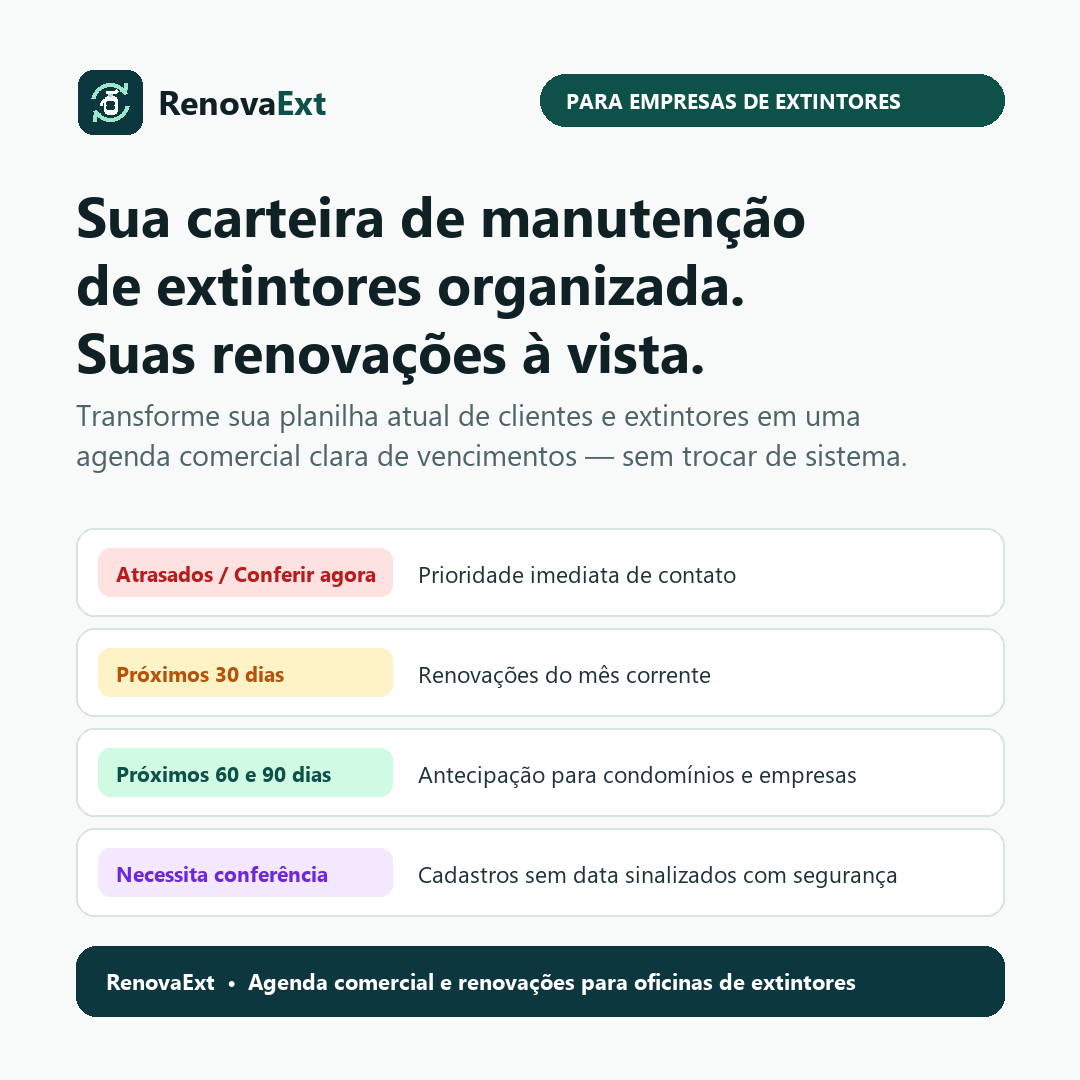 RenovaExt
PARA EMPRESAS DE EXTINTORES
Sua carteira de manutenção
de extintores organizada.
Suas renovações à vista.
Transforme sua planilha atual de clientes e extintores em uma
agenda comercial clara de vencimentos — sem trocar de sistema.
Atrasados / Conferir agora
Prioridade imediata de contato
Próximos 30 dias
Renovações do mês corrente
Próximos 60 e 90 dias
Antecipação para condomínios e empresas
Necessita conferência
Cadastros sem data sinalizados com segurança
RenovaExt • Agenda comercial e renovações para oficinas de extintores